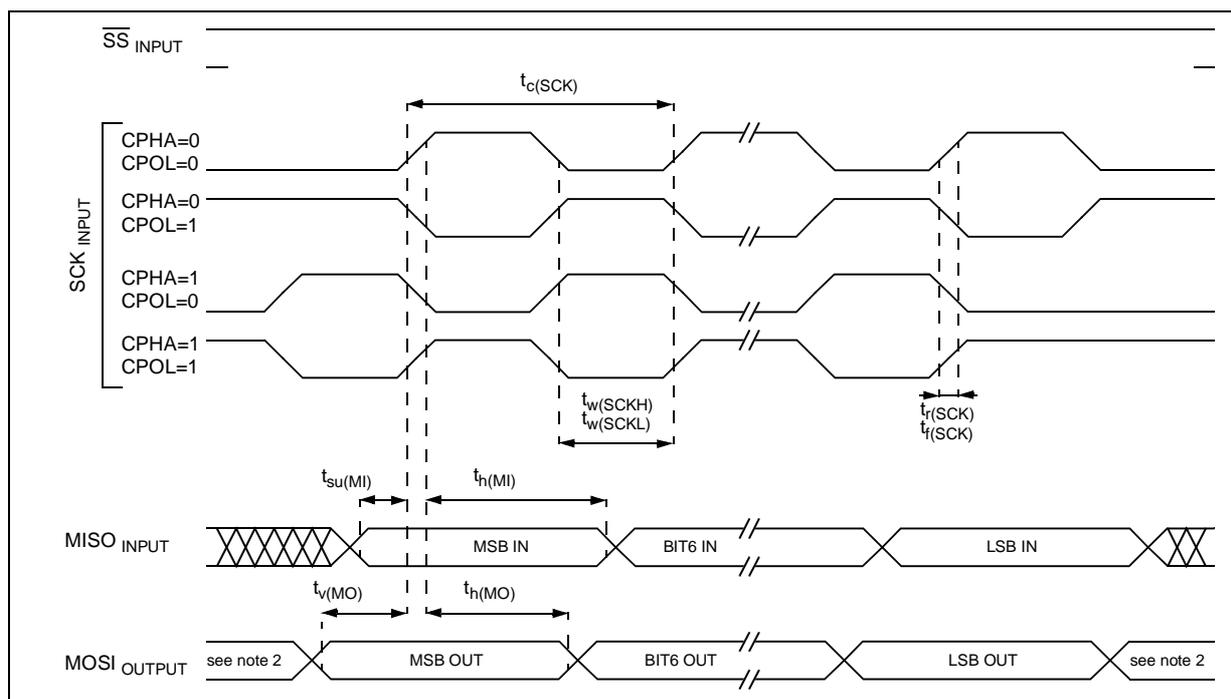 SS INPUT
tc(SCK)
SCK INPUT
CPHA=0
CPOL=0
CPHA=0
CPOL=1
CPHA=1
CPOL=0
CPHA=1
CPOL=1
tw(SCKH)
tw(SCKL)
tr(SCK)
tf(SCK)
tsu(MI)
th(MI)
MISO INPUT
MSB IN
BIT6 IN
LSB IN
tv(MO)
th(MO)
MOSI OUTPUT
see note 2
MSB OUT
BIT6 OUT
LSB OUT
see note 2